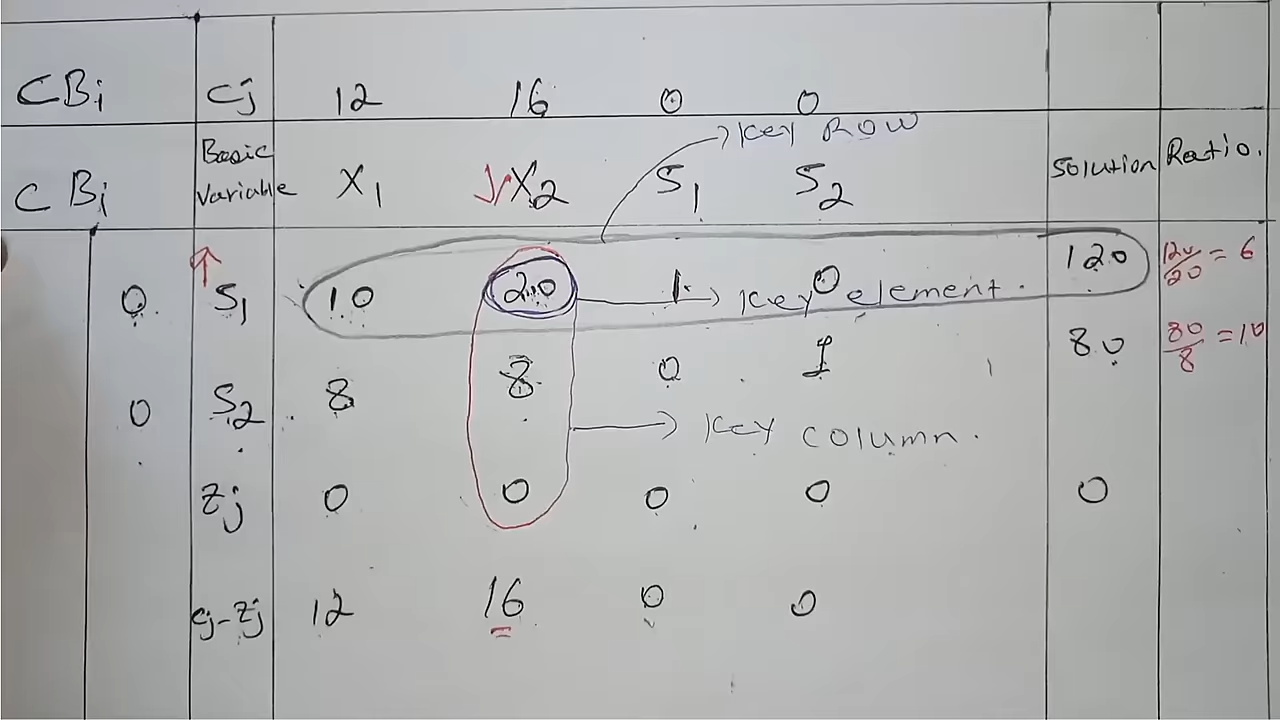 CBi Cj 12 16 0 0
→ Key Row
CBi Basic Variable X1 X2 S1 S2 Solution Ratio.
0 S1 10 20 1 0 120 120/20 = 6
→ Key element.
0 S2 8 8 0 1 80 80/8 = 10
→ Key column.
Zj 0 0 0 0 0
Cj-Zj 12 16 0 0